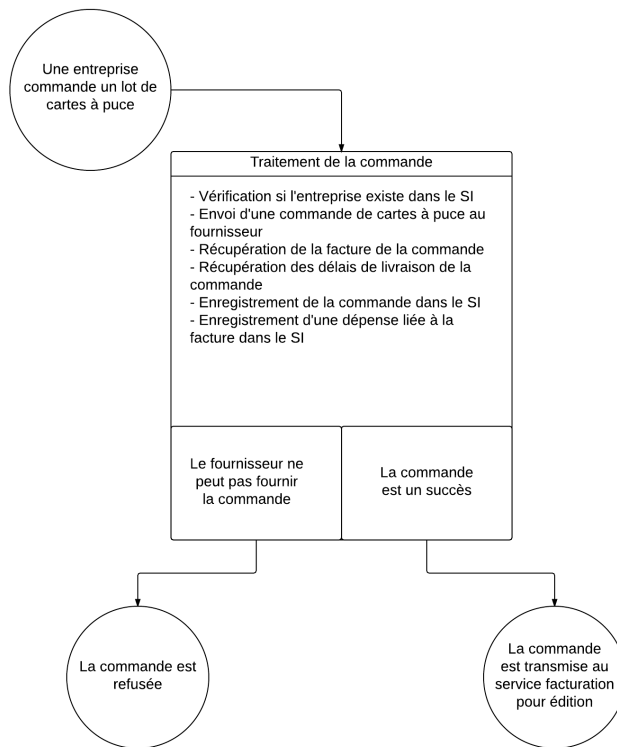 Une entreprise
commande un lot de
cartes à puce
Traitement de la commande
- Vérification si l'entreprise existe dans le SI
- Envoi d'une commande de cartes à puce au
fournisseur
- Récupération de la facture de la commande
- Récupération des délais de livraison de la
commande
- Enregistrement de la commande dans le SI
- Enregistrement d'une dépense liée à la
facture dans le SI
Le fournisseur ne
peut pas fournir
la commande
La commande
est un succès
La commande est
refusée
La commande
est transmise au
service facturation
pour édition